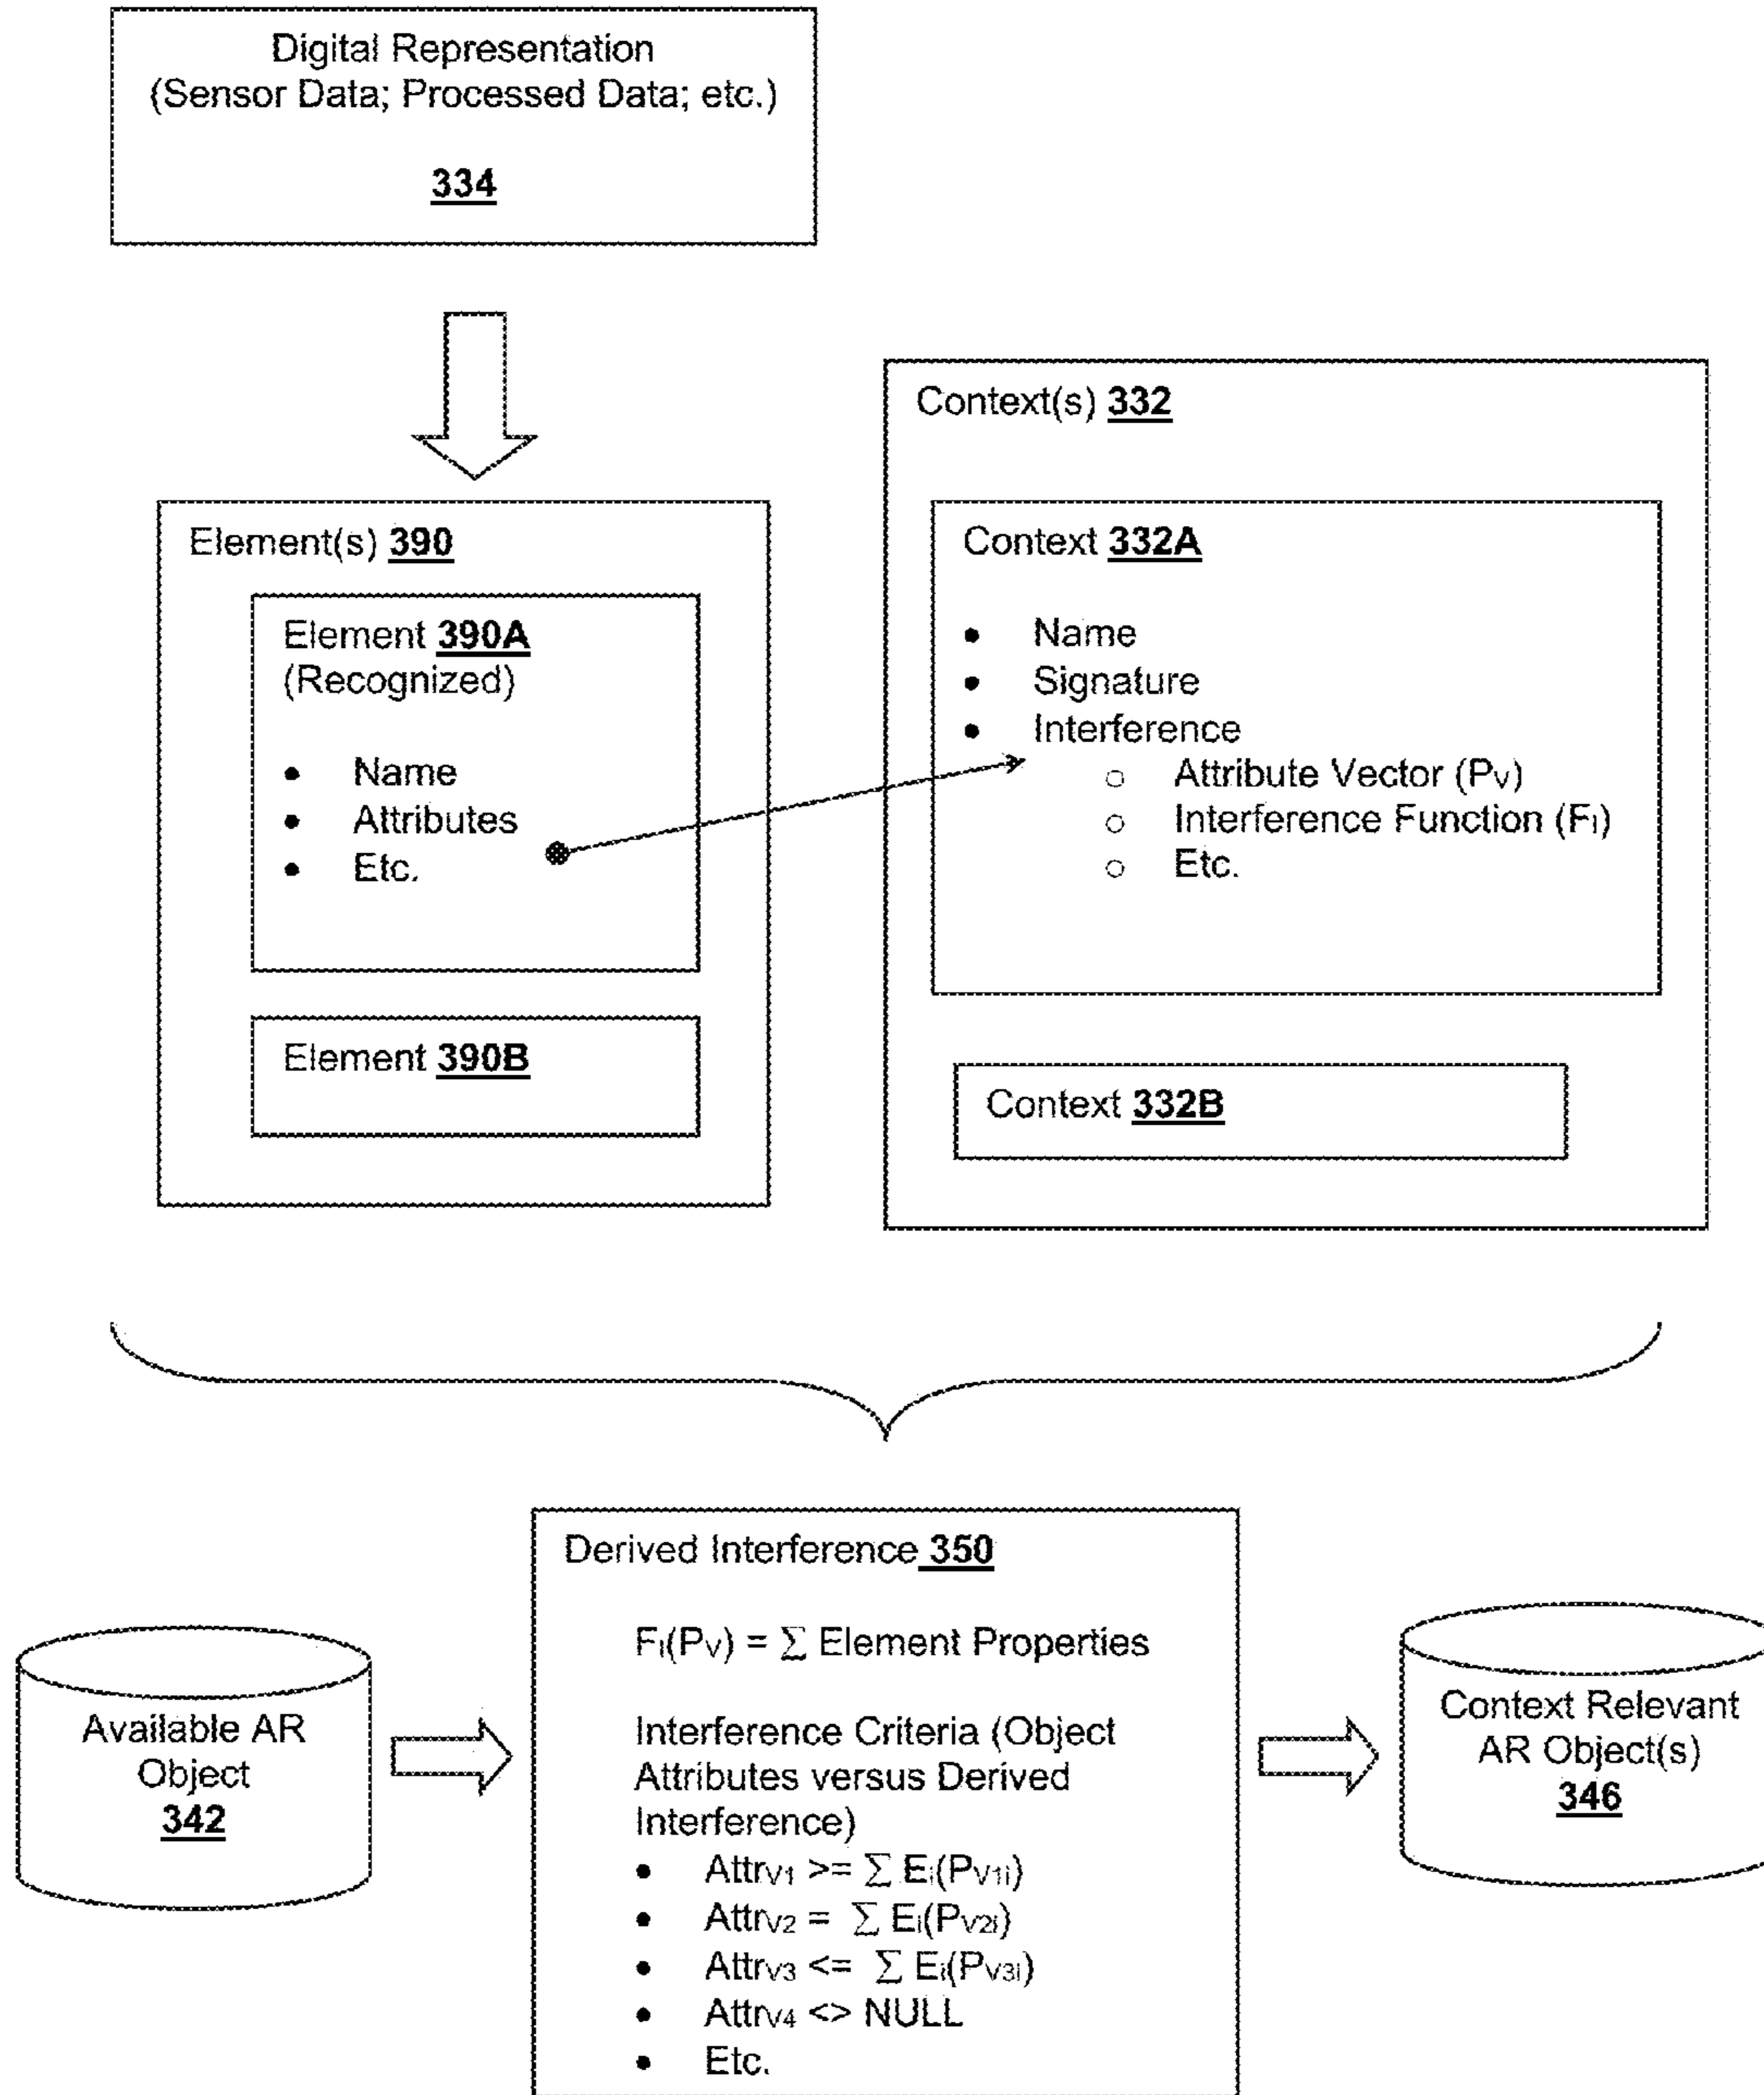 Digital Representation
(Sensor Data; Processed Data; etc.)
334
Element(s) 390
Element 390A
(Recognized)
• Name
• Attributes
• Etc.
Element 390B
Context(s) 332
Context 332A
• Name
• Signature
• Interference
○ Attribute Vector (PV)
○ Interference Function (FI)
○ Etc.
Context 332B
Available AR
Object
342
Derived Interference 350
FI(PV) = ∑ Element Properties
Interference Criteria (Object
Attributes versus Derived
Interference)
• AttrV1 >= ∑ Ei(PV1i)
• AttrV2 = ∑ Ei(PV2i)
• AttrV3 <= ∑ Ei(PV3i)
• AttrV4 <> NULL
• Etc.
Context Relevant
AR Object(s)
346